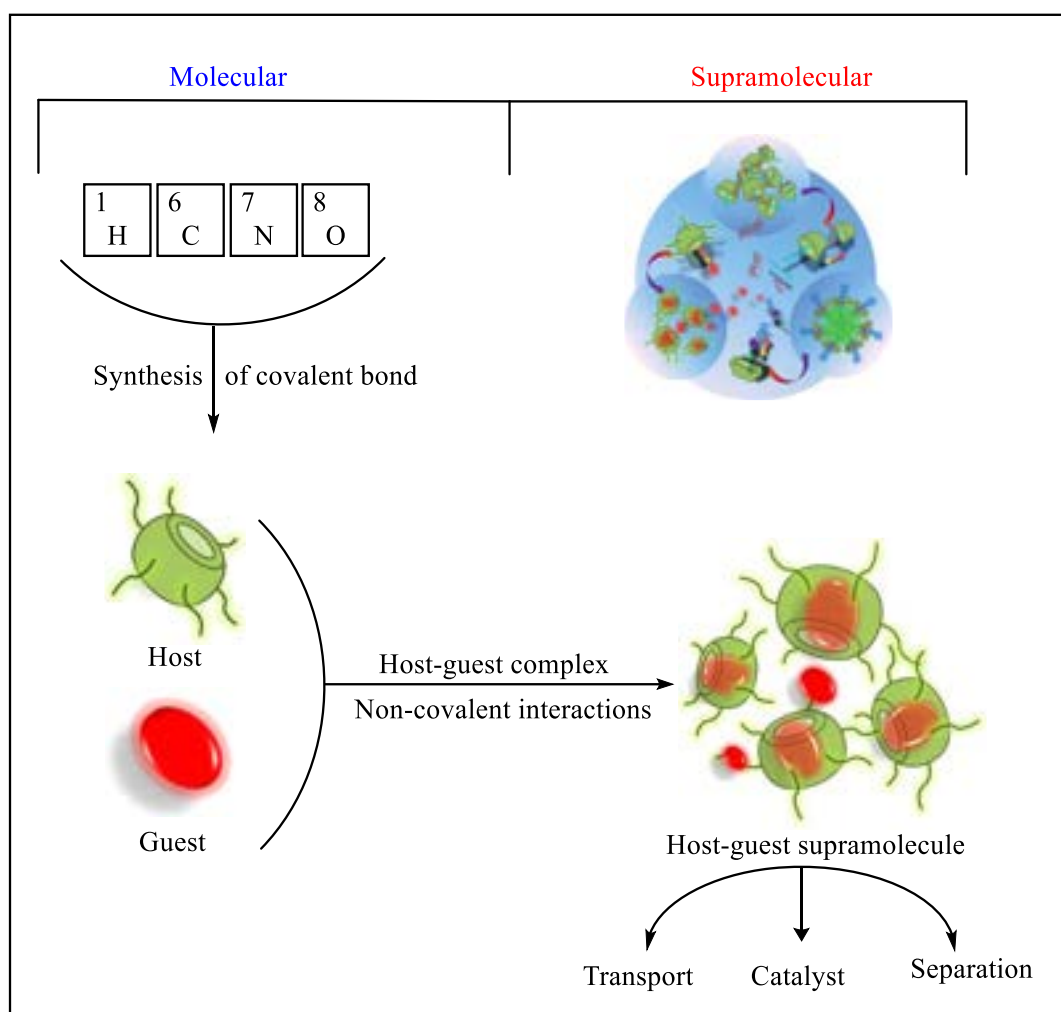 Molecular
Supramolecular
1 6 7 8
H C N O
Synthesis of covalent bond
Host
Host-guest complex
Non-covalent interactions
Guest
Host-guest supramolecule
Transport Catalyst Separation